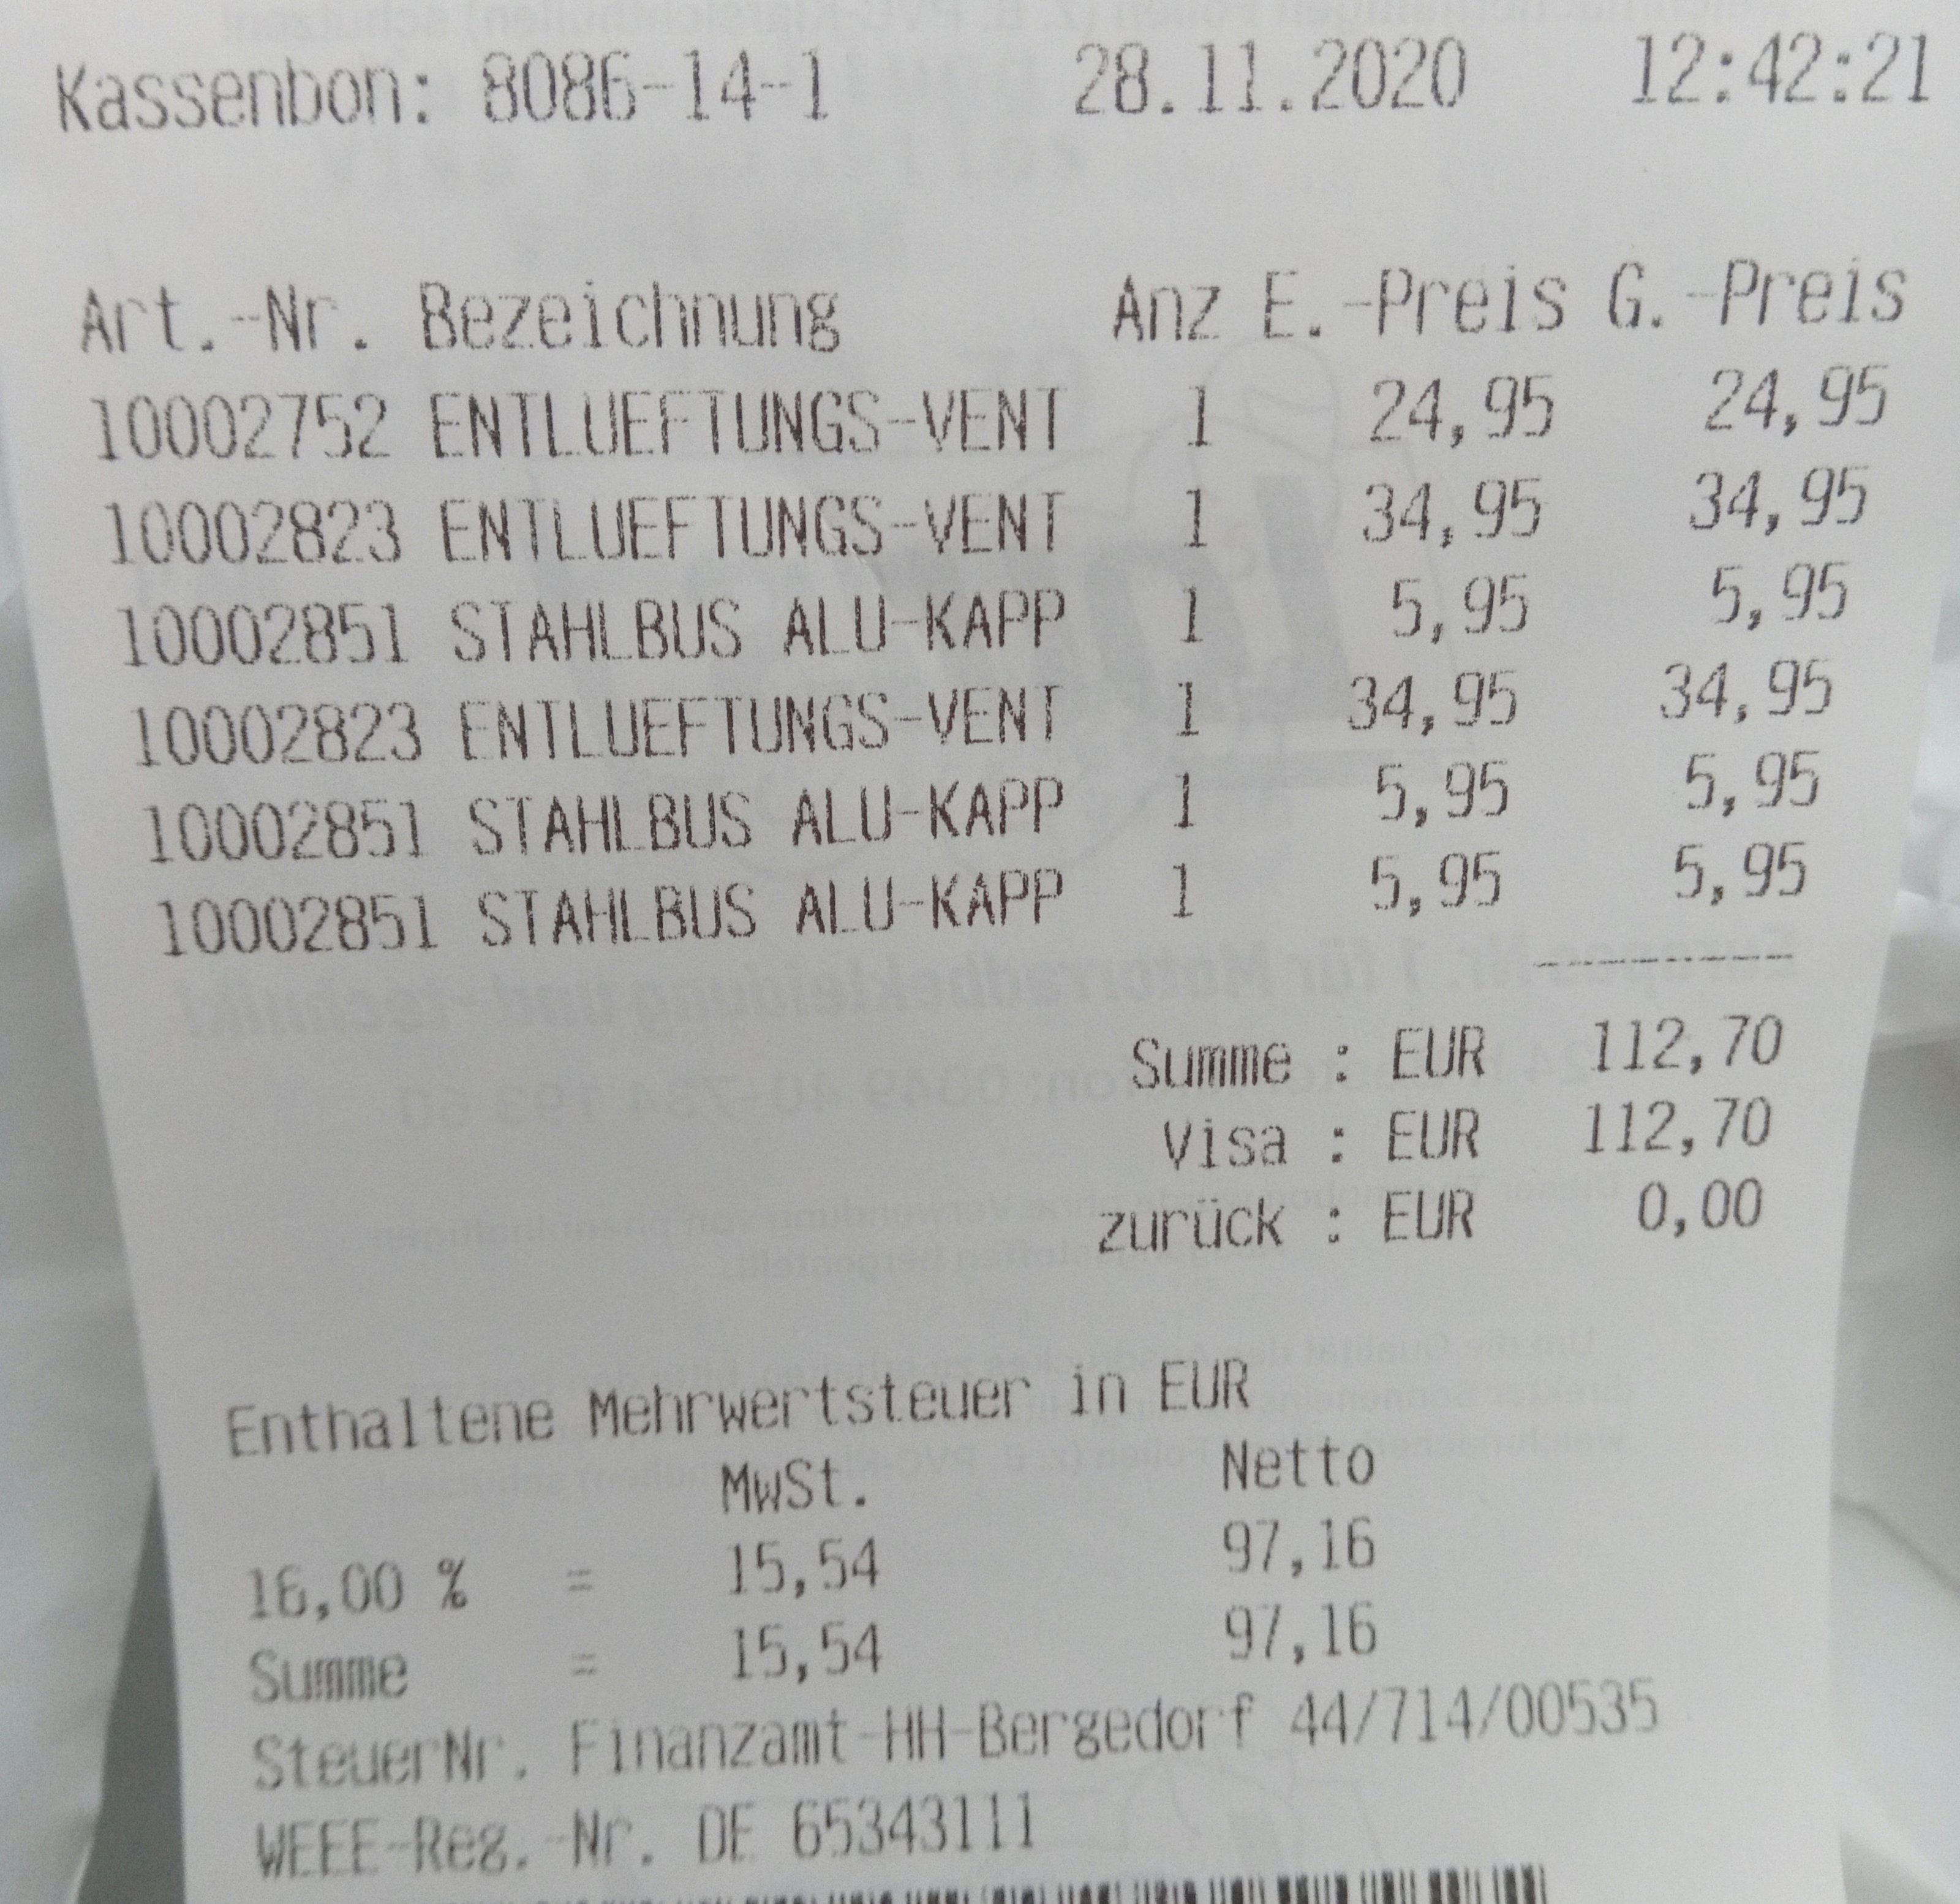 Kassenbon: 8086-14-1 28.11.2020 12:42:21
Art.-Nr. Bezeichnung Anz E.-Preis G.-Preis
10002752 ENTLUEFTUNGS-VENT 1 24,95 24,95
10002823 ENTLUEFTUNGS-VENT 1 34,95 34,95
10002851 STAHLBUS ALU-KAPP 1 5,95 5,95
10002823 ENTLUEFTUNGS-VENT 1 34,95 34,95
10002851 STAHLBUS ALU-KAPP 1 5,95 5,95
10002851 STAHLBUS ALU-KAPP 1 5,95 5,95
Summe : EUR 112,70
Visa : EUR 112,70
zurück : EUR 0,00
Enthaltene Mehrwertsteuer in EUR
MwSt. Netto
16,00 % = 15,54 97,16
Summe = 15,54 97,16
SteuerNr. Finanzamt-HH-Bergedorf 44/714/00535
WEEE-Reg.-Nr. DE 65343111